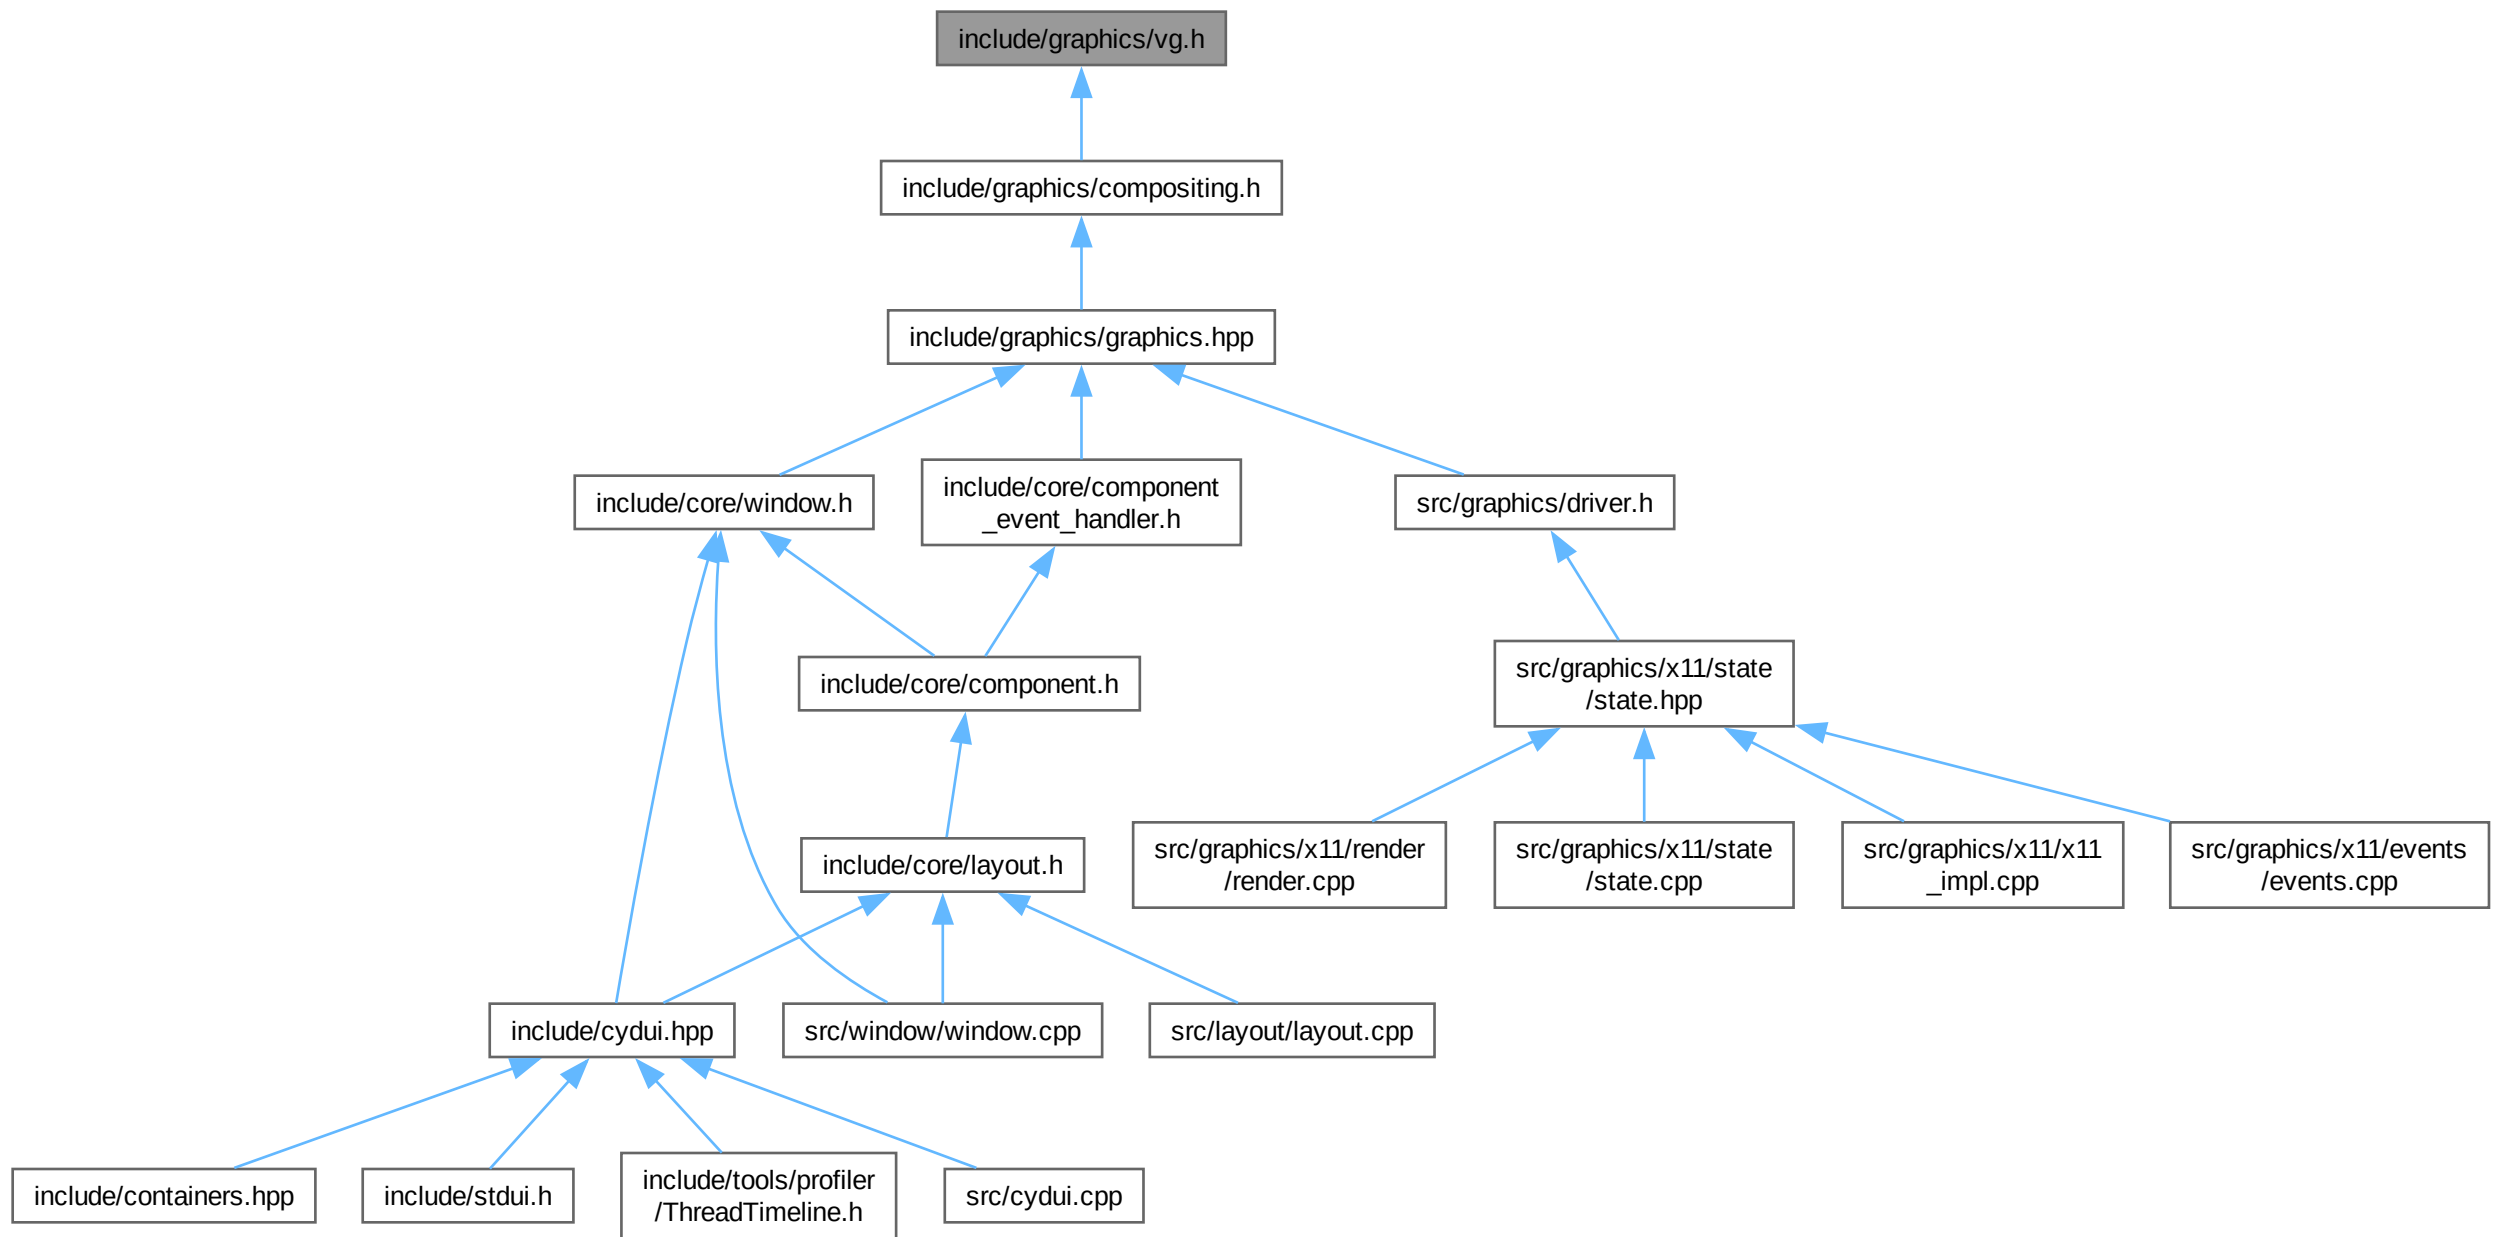 include/graphics/vg.h
include/graphics/compositing.h
include/graphics/graphics.hpp
include/core/window.h
include/core/component
_event_handler.h
src/graphics/driver.h
include/core/component.h
src/graphics/x11/state
/state.hpp
include/core/layout.h
src/graphics/x11/render
/render.cpp
src/graphics/x11/state
/state.cpp
src/graphics/x11/x11
_impl.cpp
src/graphics/x11/events
/events.cpp
include/cydui.hpp
src/window/window.cpp
src/layout/layout.cpp
include/containers.hpp
include/stdui.h
include/tools/profiler
/ThreadTimeline.h
src/cydui.cpp